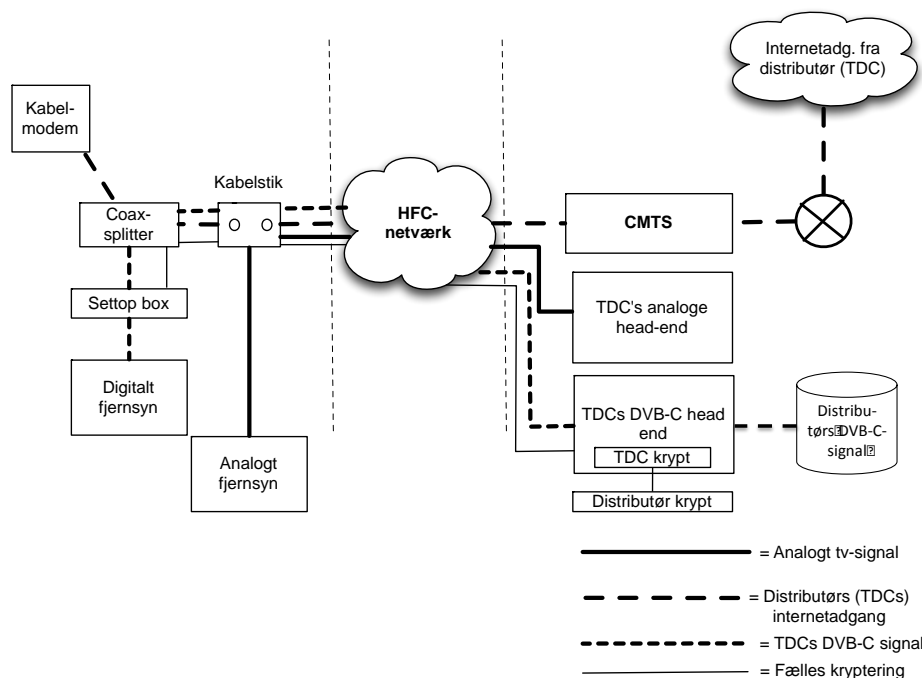 Internetadg. fra
distributør (TDC)
Kabel-
modem
Kabelstik
Coax-
splitter
HFC-
netværk
CMTS
Settop box
TDC's analoge
head-end
Digitalt
fjernsyn
TDCs DVB-C head
end
TDC krypt
Distributør krypt
Distribu-
tørs⍰DVB-C-
signal⍰
Analogt
fjernsyn
= Analogt tv-signal
= Distributørs (TDCs)
internetadgang
= TDCs DVB-C signal
= Fælles kryptering